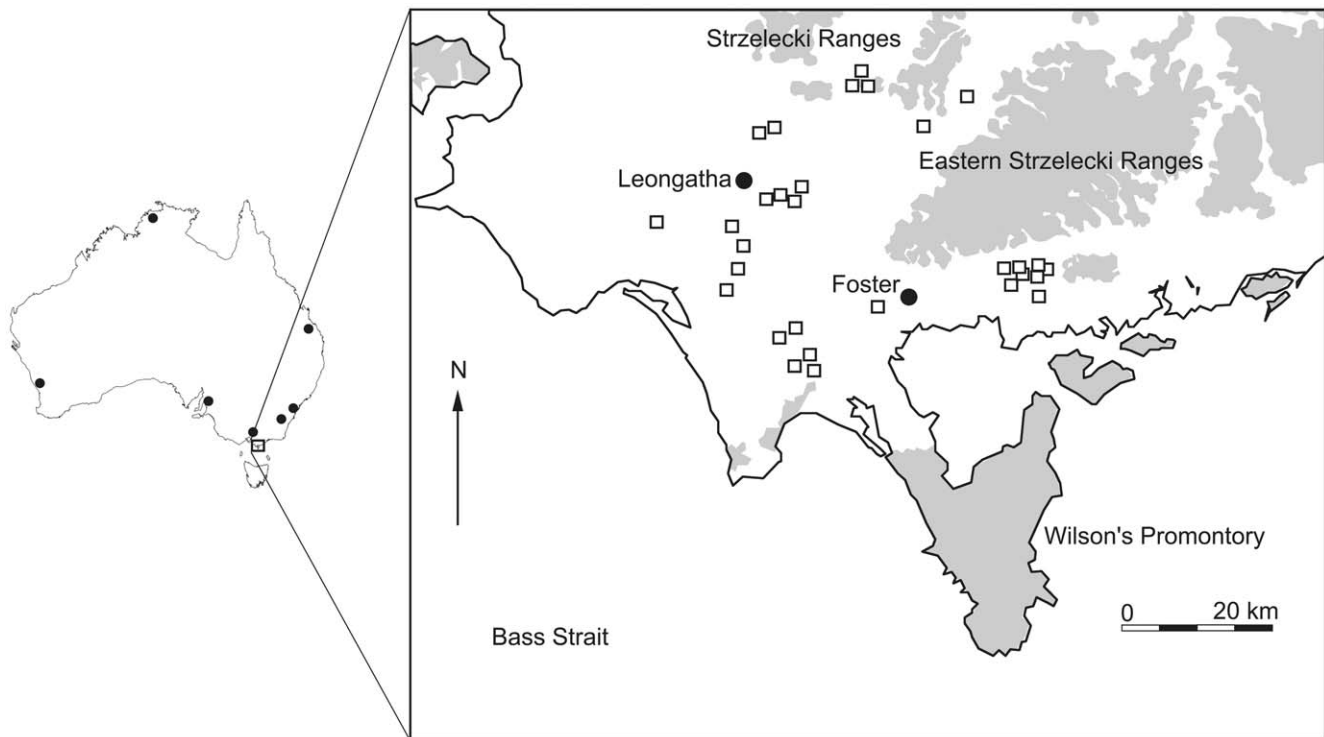 Strzelecki Ranges
Eastern Strzelecki Ranges
Leongatha
Foster
N
Wilson's Promontory
0 20 km
Bass Strait